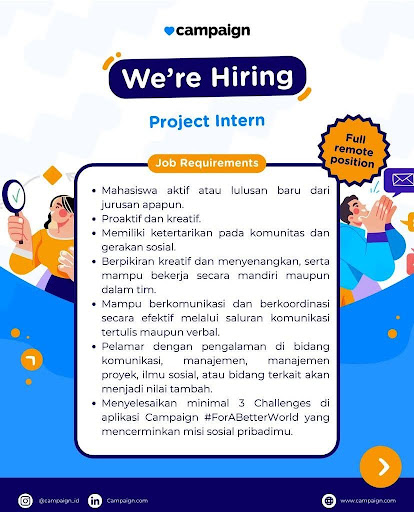 campaign
We're Hiring
Project Intern
Full
remote
position
Job Requirements
• Mahasiswa aktif atau lulusan baru dari
jurusan apapun.
• Proaktif dan kreatif.
• Memiliki ketertarikan pada komunitas dan
gerakan sosial.
• Berpikiran kreatif dan menyenangkan, serta
mampu bekerja secara mandiri maupun
dalam tim.
• Mampu berkomunikasi dan berkoordinasi
secara efektif melalui saluran komunikasi
tertulis maupun verbal.
• Pelamar dengan pengalaman di bidang
komunikasi, manajemen, manajemen
proyek, ilmu sosial, atau bidang terkait akan
menjadi nilai tambah.
• Menyelesaikan minimal 3 Challenges di
aplikasi Campaign #ForABetterWorld yang
mencerminkan misi sosial pribadimu.
@campaign_id
Campaign.com
www.campaign.com